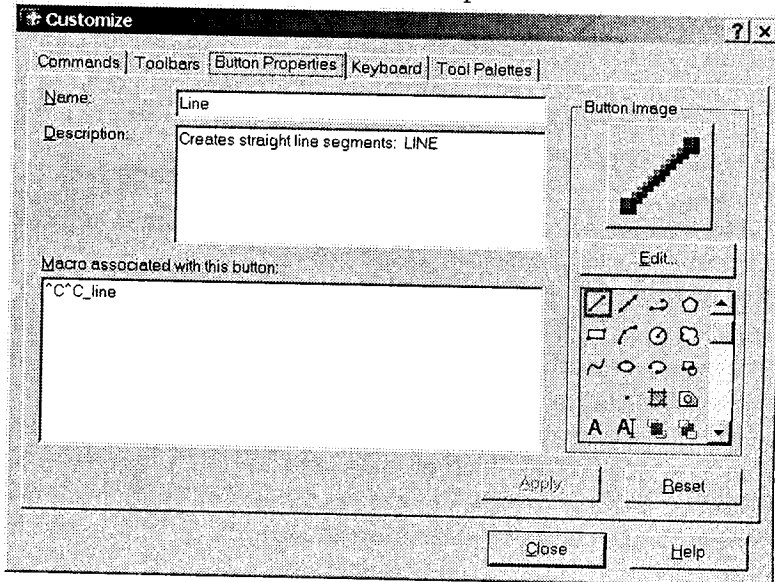 Customize
? ×
Commands Toolbars Button Properties Keyboard Tool Palettes
Name:
Line
Description:
Creates straight line segments: LINE
Button Image
Edit...
Macro associated with this button:
^C^C_line
A AI
Apply
Reset
Close
Help